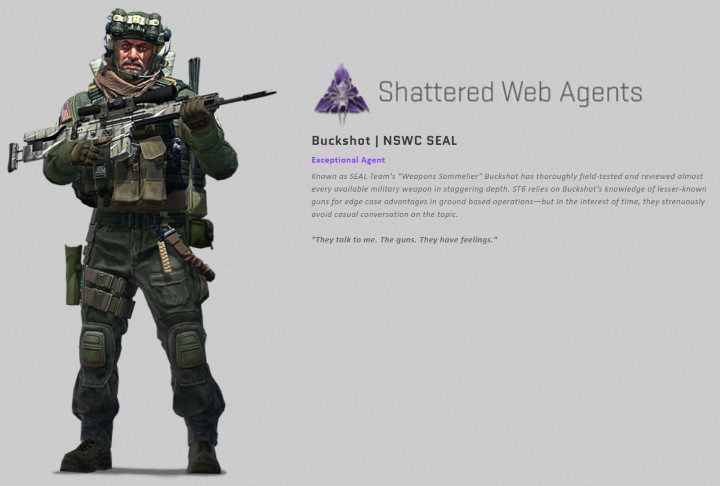 Shattered Web Agents
Buckshot | NSWC SEAL
Exceptional Agent
Known as SEAL Team's "Weapons Sommelier" Buckshot has thoroughly field-tested and reviewed almost
every available military weapon in staggering depth. ST6 relies on Buckshot's knowledge of lesser-known
guns for edge case advantages in ground based operations—but in the interest of time, they strenuously
avoid casual conversation on the topic.
"They talk to me. The guns. They have feelings."